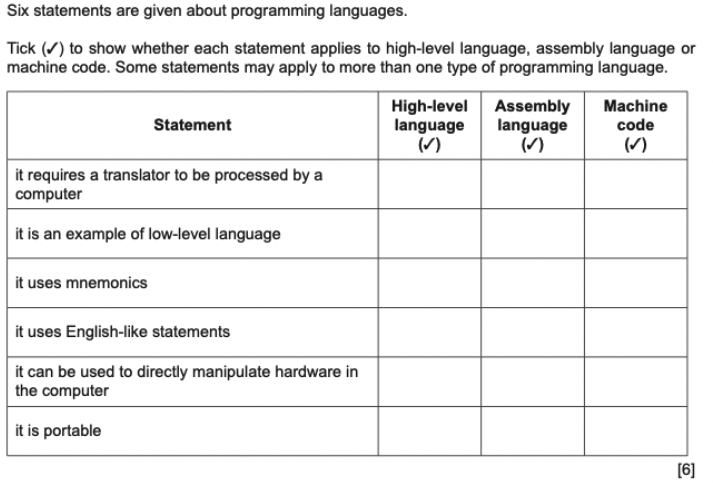 Six statements are given about programming languages.
Tick (✓) to show whether each statement applies to high-level language, assembly language or
machine code. Some statements may apply to more than one type of programming language.
Statement
High-level
language
(✓)
Assembly
language
(✓)
Machine
code
(✓)
it requires a translator to be processed by a
computer
it is an example of low-level language
it uses mnemonics
it uses English-like statements
it can be used to directly manipulate hardware in
the computer
it is portable
[6]